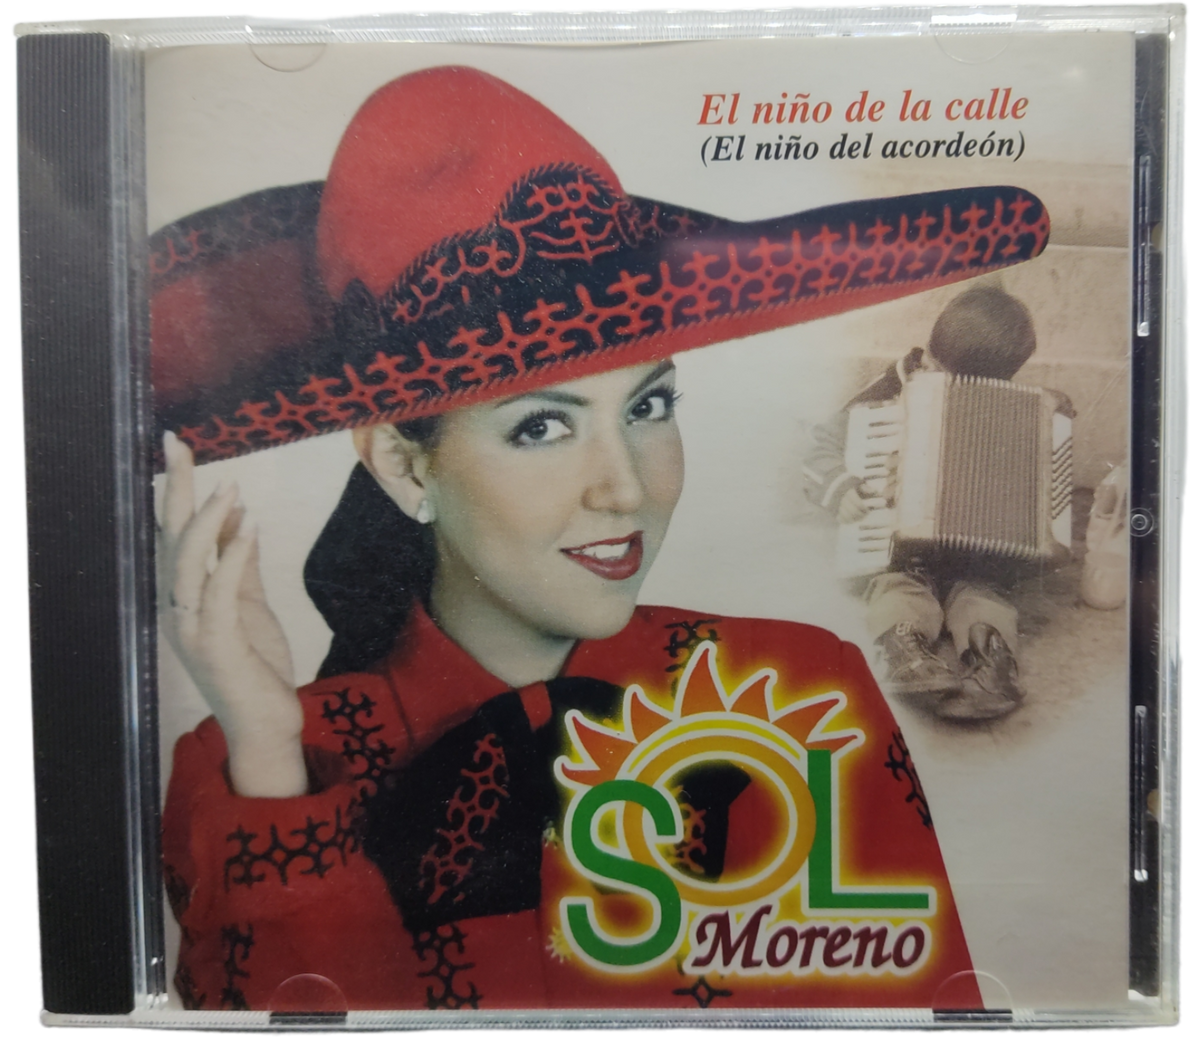 El niño de la calle
(El niño del acordeón)
SOL
Moreno